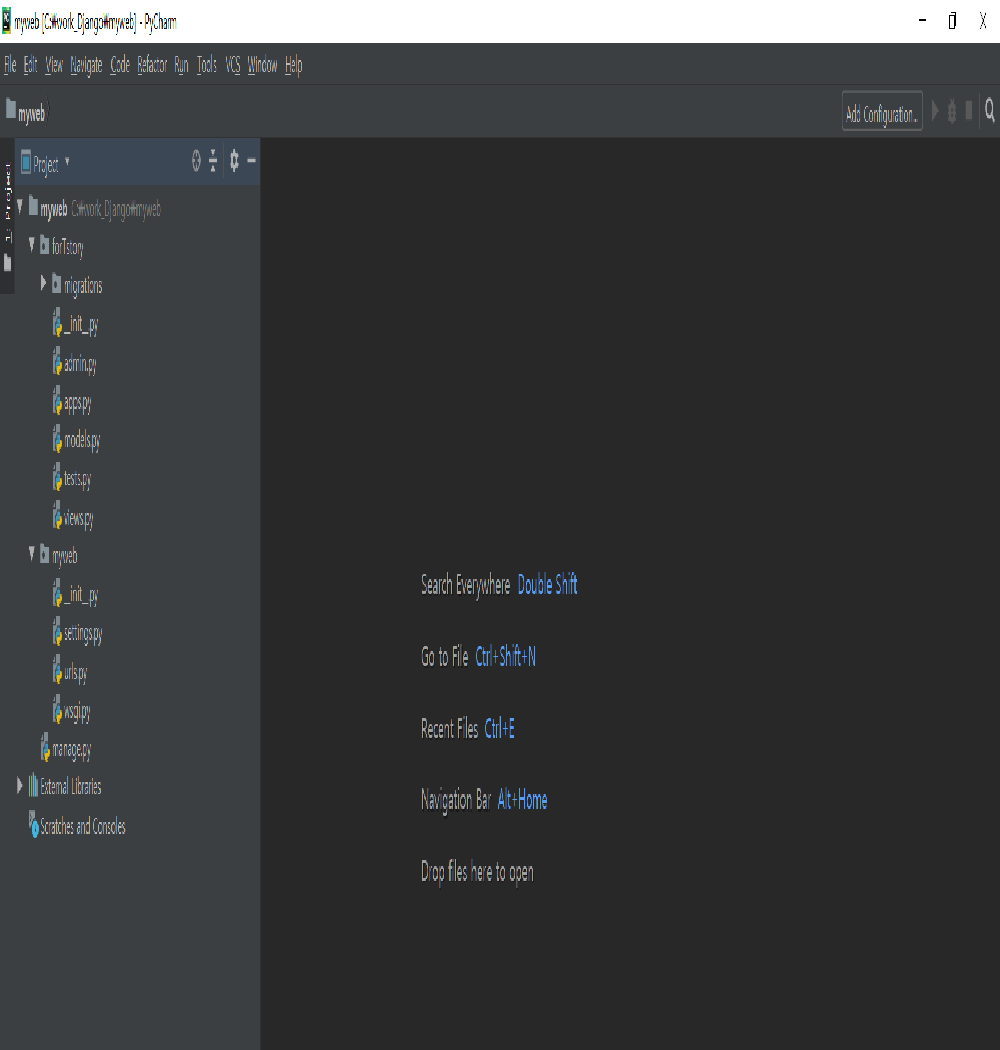 myweb [C:₩work_Django₩myweb] - PyCharm
File Edit View Navigate Code Refactor Run Tools VCS Window Help
myweb
Add Configuration...
Project
1: Project
myweb C:₩work_Django₩myweb
forTstory
migrations
__init__.py
admin.py
apps.py
models.py
tests.py
views.py
myweb
__init__.py
settings.py
urls.py
wsgi.py
manage.py
External Libraries
Scratches and Consoles
Search Everywhere Double Shift
Go to File Ctrl+Shift+N
Recent Files Ctrl+E
Navigation Bar Alt+Home
Drop files here to open